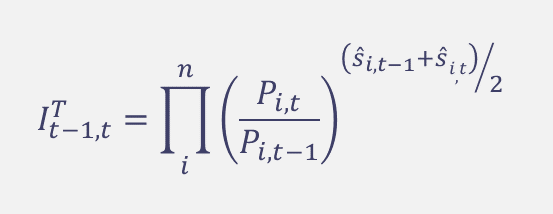 I^T_{t−1,t} = ∏_i^n (P_{i,t} / P_{i,t−1})^{(ŝ_{i,t−1}+ŝ_{i,t})/2}